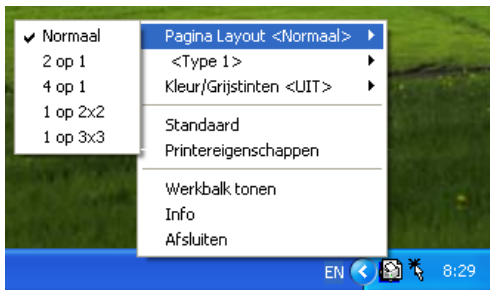 Normaal
2 op 1
4 op 1
1 op 2x2
1 op 3x3
Pagina Layout <Normaal>
<Type 1>
Kleur/Grijstinten <UIT>
Standaard
Printereigenschappen
Werkbalk tonen
Info
Afsluiten
EN
8:29